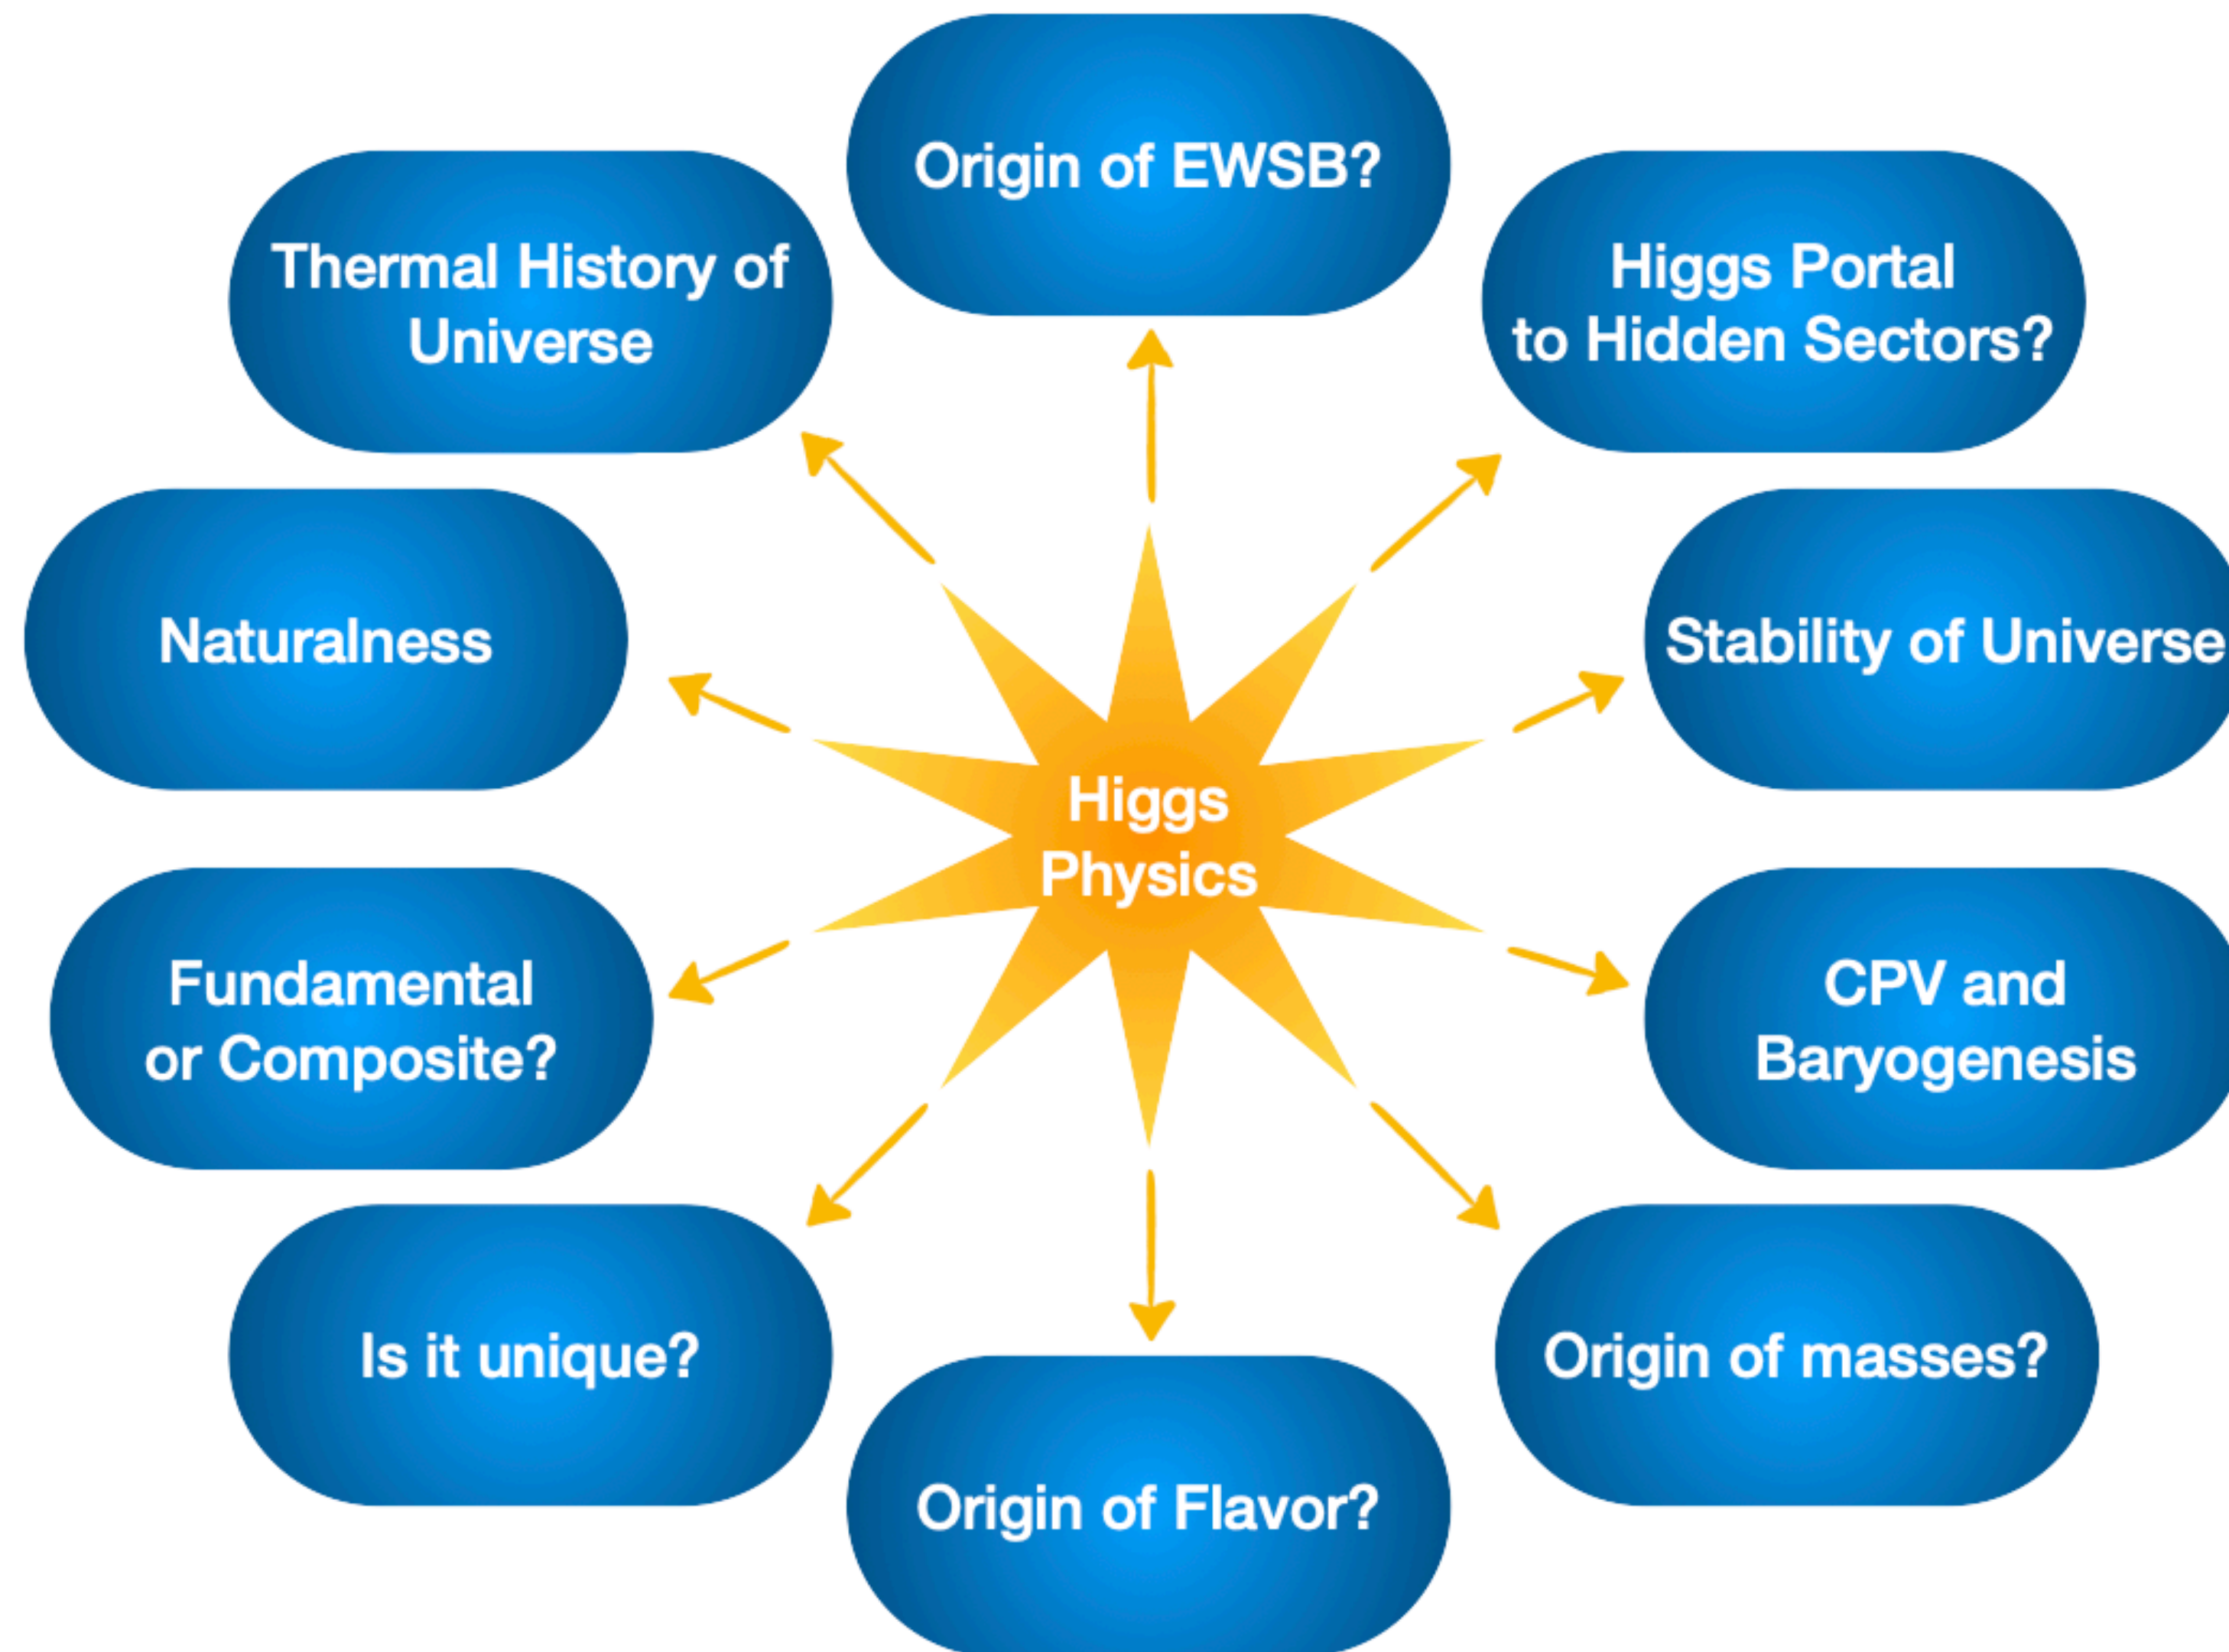 Origin of EWSB?
Thermal History of
Universe
Higgs Portal
to Hidden Sectors?
Naturalness
Stability of Universe
Higgs
Physics
Fundamental
or Composite?
CPV and
Baryogenesis
Is it unique?
Origin of masses?
Origin of Flavor?